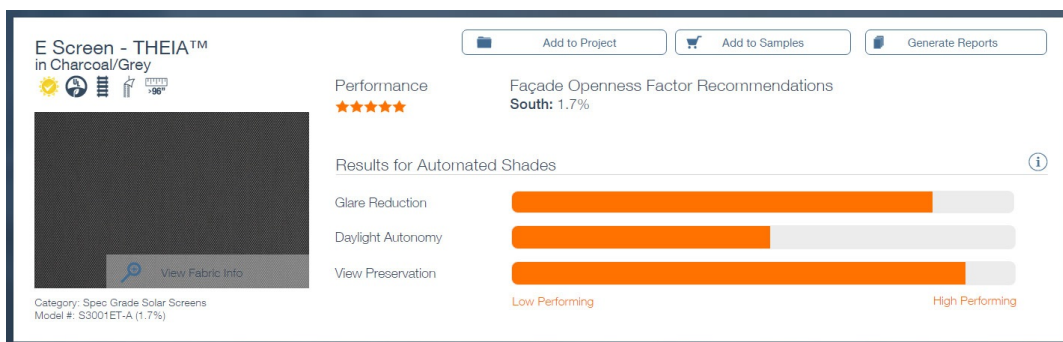 E Screen - THEIA™
in Charcoal/Grey
>96"
Add to Project
Add to Samples
Generate Reports
Performance
Façade Openness Factor Recommendations
South: 1.7%
Results for Automated Shades
i
Glare Reduction
Daylight Autonomy
View Preservation
Low Performing
High Performing
View Fabric Info
Category: Spec Grade Solar Screens
Model #: S3001ET-A (1.7%)